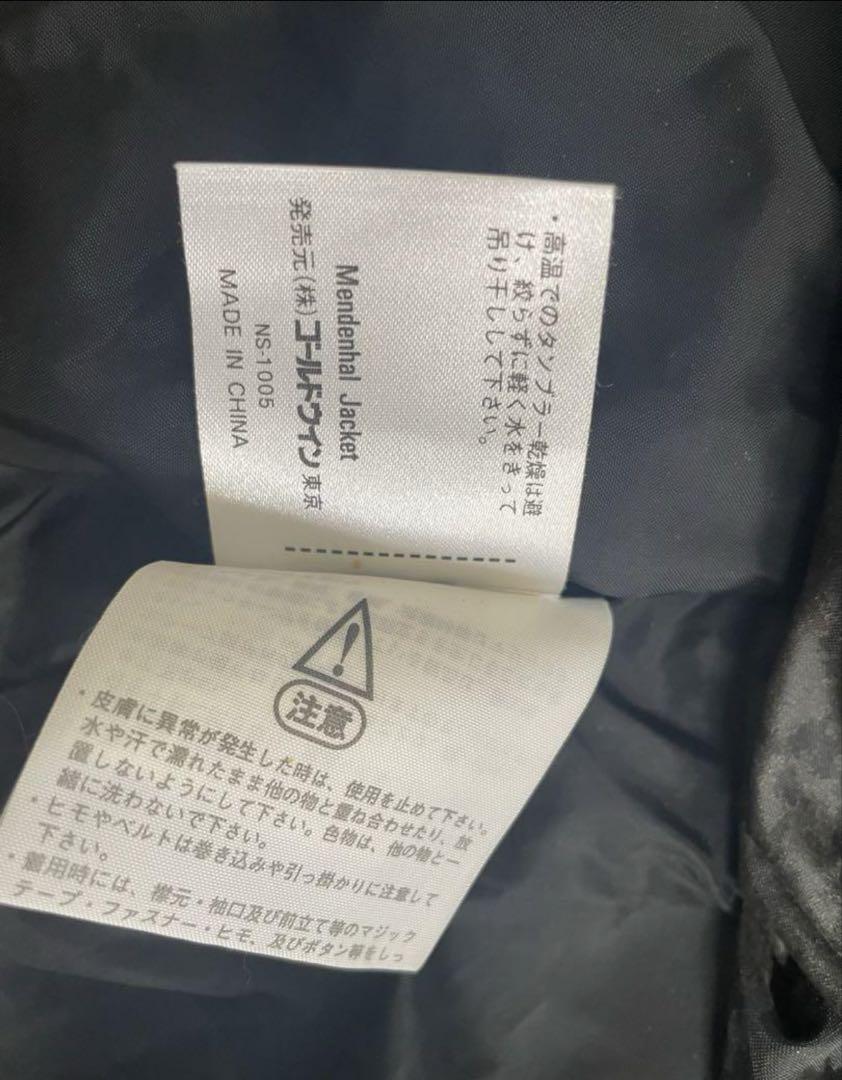 ・高温でのタンブラー乾燥は避
け、絞らずに軽く水をきって
吊り干しして下さい。
Mendenhal Jacket
発売元(株)ゴールドウイン東京
NS-1005
MADE IN CHINA
注意
・皮膚に異常が発生した時は、使用を止めて下さい。
水や汗で濡れたまま他の物と重ね合わせたり、放
置しないようにして下さい。色物は、他の物と一
緒に洗わないで下さい。
・ヒモやベルトは巻き込みや引っ掛かりに注意して
下さい。
・着用時には、襟元・袖口及び前立て等のマジック
テープ・ファスナー・ヒモ、及びボタン等をしっ